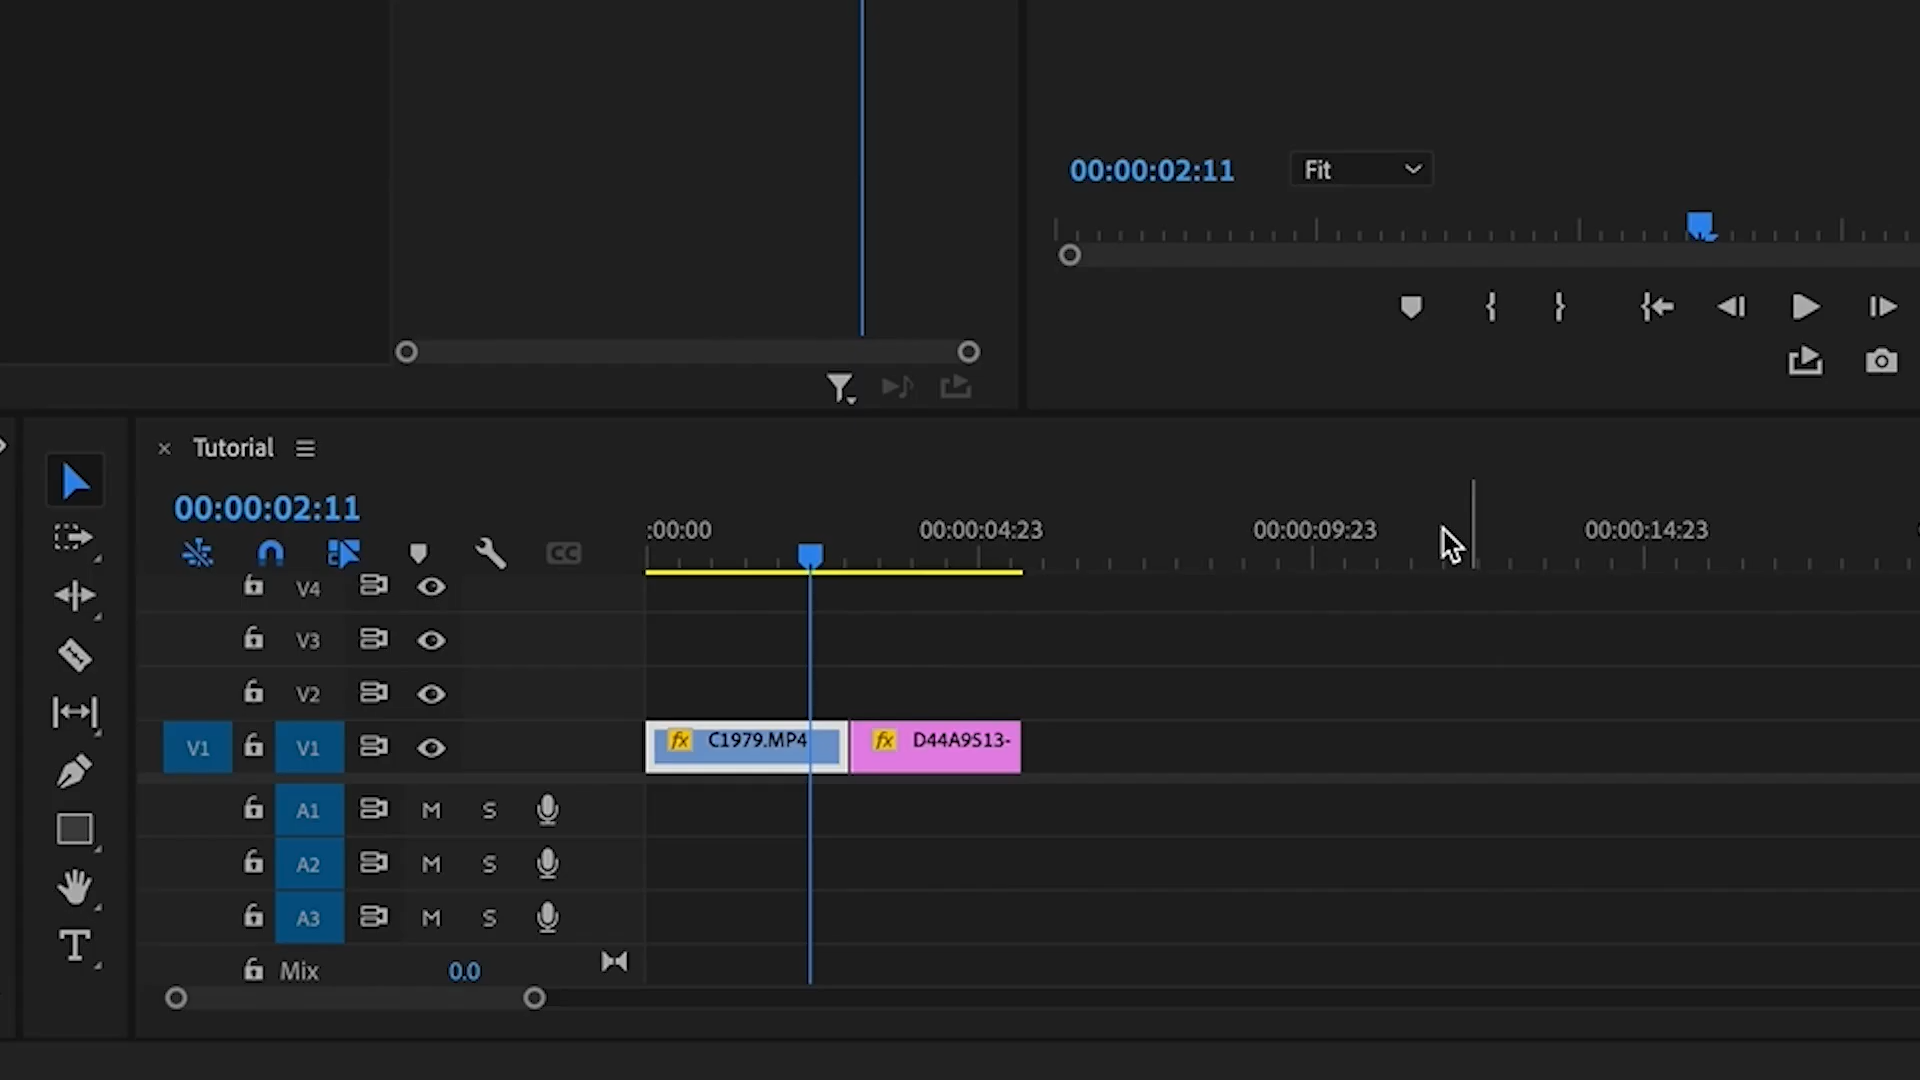 00:00:02:11
Fit
Tutorial
00:00:02:11
:00:00
00:00:04:23
00:00:09:23
00:00:14:23
CC
V4
V3
V2
V1
V1
fx C1979.MP4
fx D44A9513-
A1 M S
A2 M S
A3 M S
Mix 0.0
T